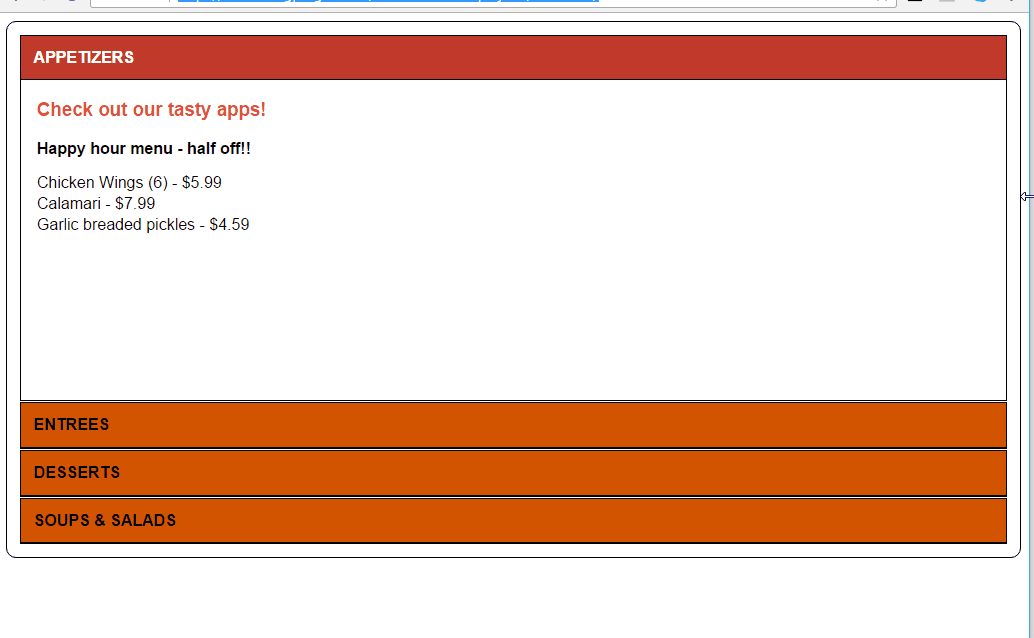 APPETIZERS
Check out our tasty apps!
Happy hour menu - half off!!
Chicken Wings (6) - $5.99
Calamari - $7.99
Garlic breaded pickles - $4.59
ENTREES
DESSERTS
SOUPS & SALADS